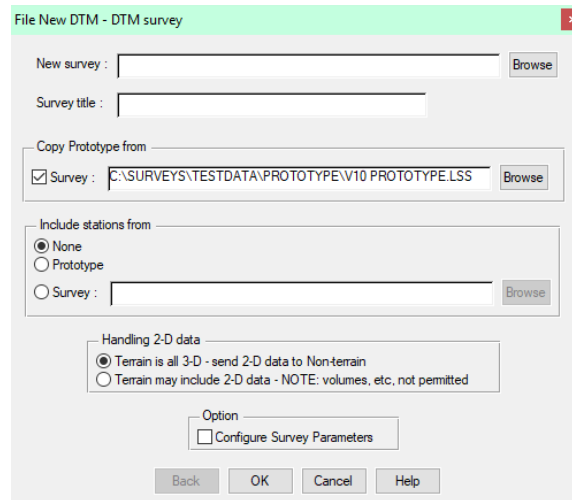 File New DTM - DTM survey
New survey :
Browse
Survey title :
Copy Prototype from
Survey : C:\SURVEYS\TESTDATA\PROTOTYPE\V10 PROTOTYPE.LSS Browse
Include stations from
None
Prototype
Survey : Browse
Handling 2-D data
Terrain is all 3-D - send 2-D data to Non-terrain
Terrain may include 2-D data - NOTE: volumes, etc, not permitted
Option
Configure Survey Parameters
Back OK Cancel Help